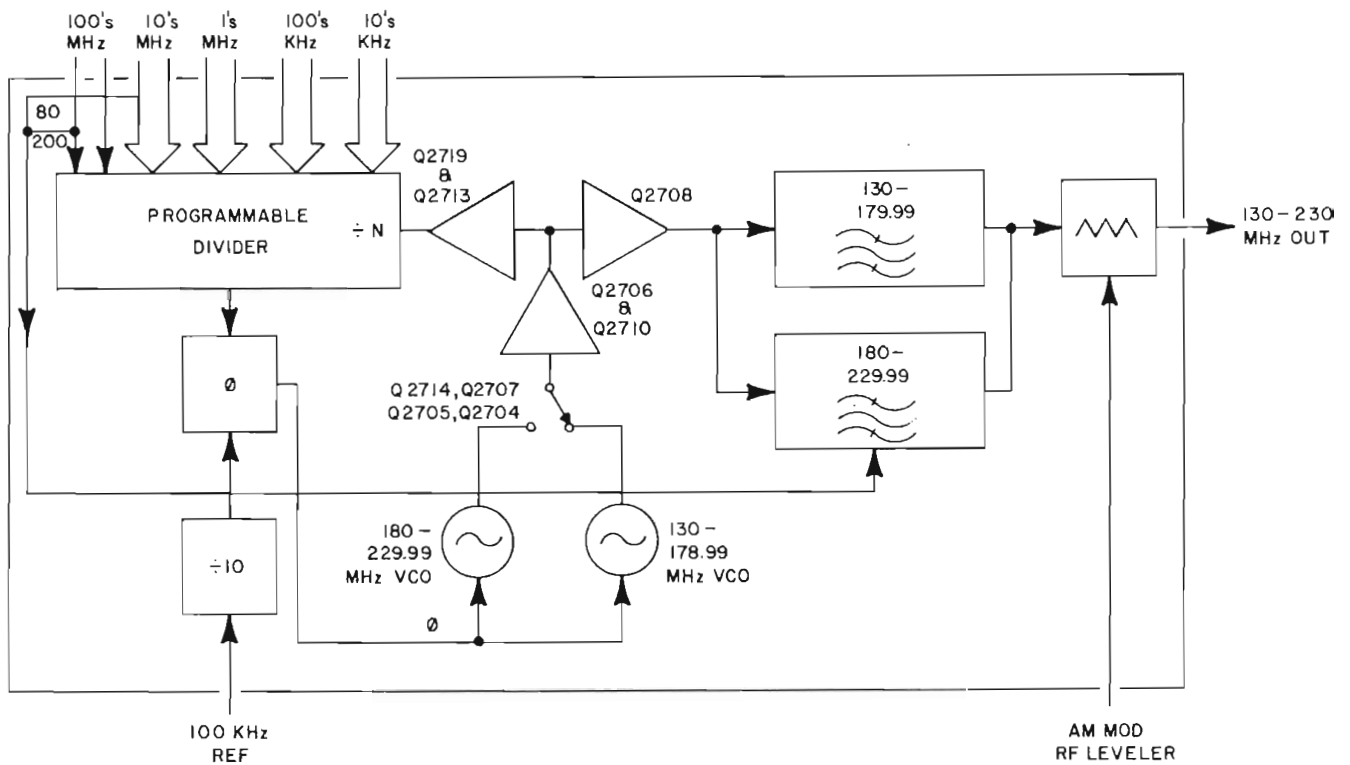 100's MHz
10's MHz
1's MHz
100's KHz
10's KHz
80
200
PROGRAMMABLE
DIVIDER
÷ N
Q2719
&
Q2713
Q2708
130-
179.99
130-230
MHz OUT
Q2706
&
Q2710
180-
229.99
Ø
Q2714, Q2707
Q2705, Q2704
÷10
180-
229.99
MHz VCO
130-
178.99
MHz VCO
Ø
100 KHz
REF
AM MOD
RF LEVELER